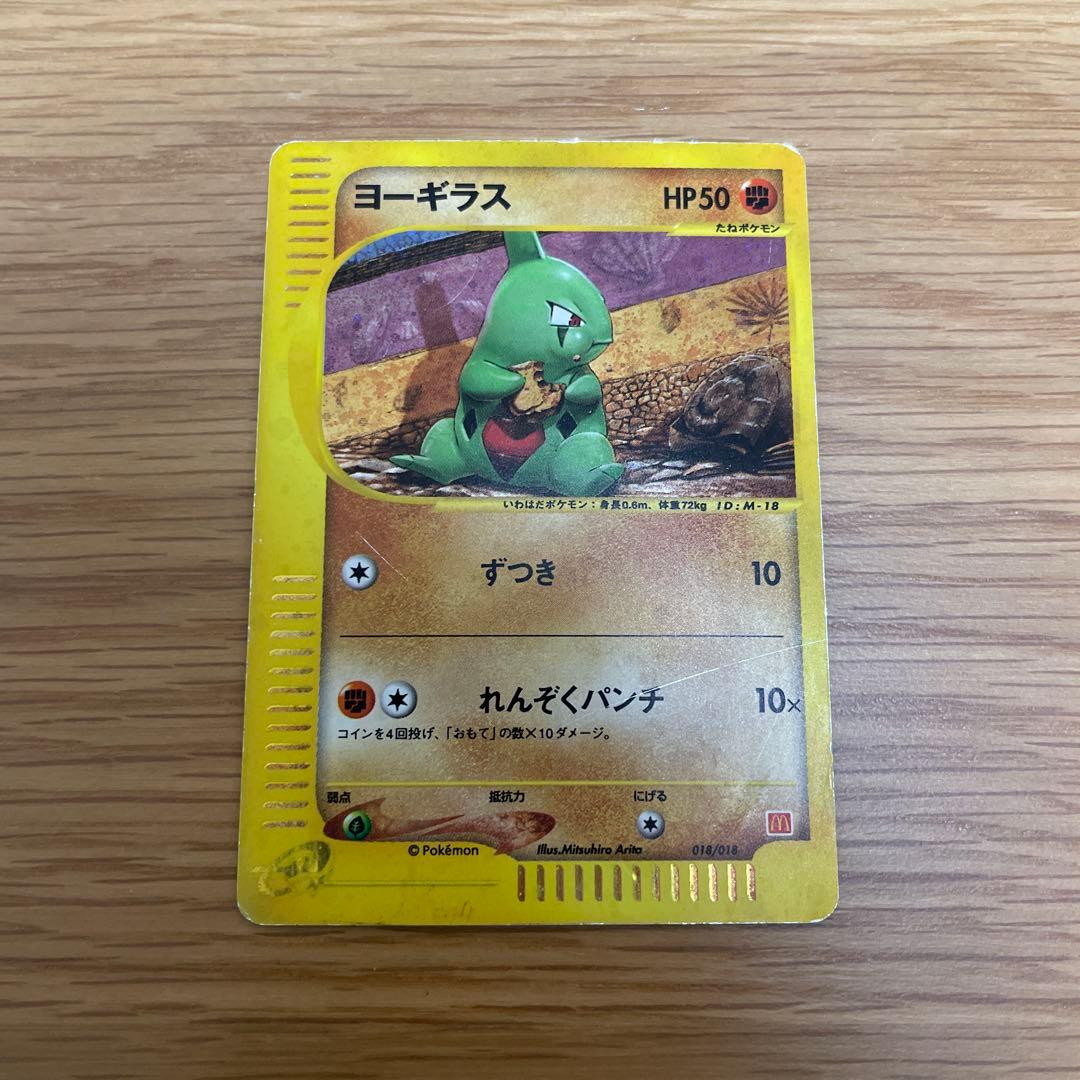 ヨーギラス HP50
たねポケモン
いわはだポケモン：身長0.6m、体重72kg ID：M-18
ずつき 10
れんぞくパンチ 10×
コインを4回投げ、「おもて」の数×10ダメージ。
弱点 抵抗力 にげる
©Pokémon Illus.Mitsuhiro Arita 018/018